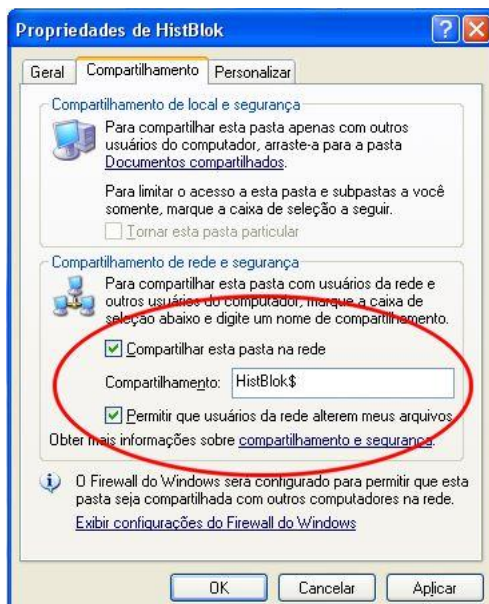 Propriedades de HistBlok
Geral Compartilhamento Personalizar
Compartilhamento de local e segurança
Para compartilhar esta pasta apenas com outros
usuários do computador, arraste-a para a pasta
Documentos compartilhados.
Para limitar o acesso a esta pasta e subpastas a você
somente, marque a caixa de seleção a seguir.
Tornar esta pasta particular
Compartilhamento de rede e segurança
Para compartilhar esta pasta com usuários da rede e
outros usuários do computador, marque a caixa de
seleção abaixo e digite um nome de compartilhamento.
Compartilhar esta pasta na rede
Compartilhamento: HistBlok$
Permitir que usuários da rede alterem meus arquivos
Obter mais informações sobre compartilhamento e segurança.
O Firewall do Windows será configurado para permitir que esta
pasta seja compartilhada com outros computadores na rede.
Exibir configurações do Firewall do Windows
OK Cancelar Aplicar